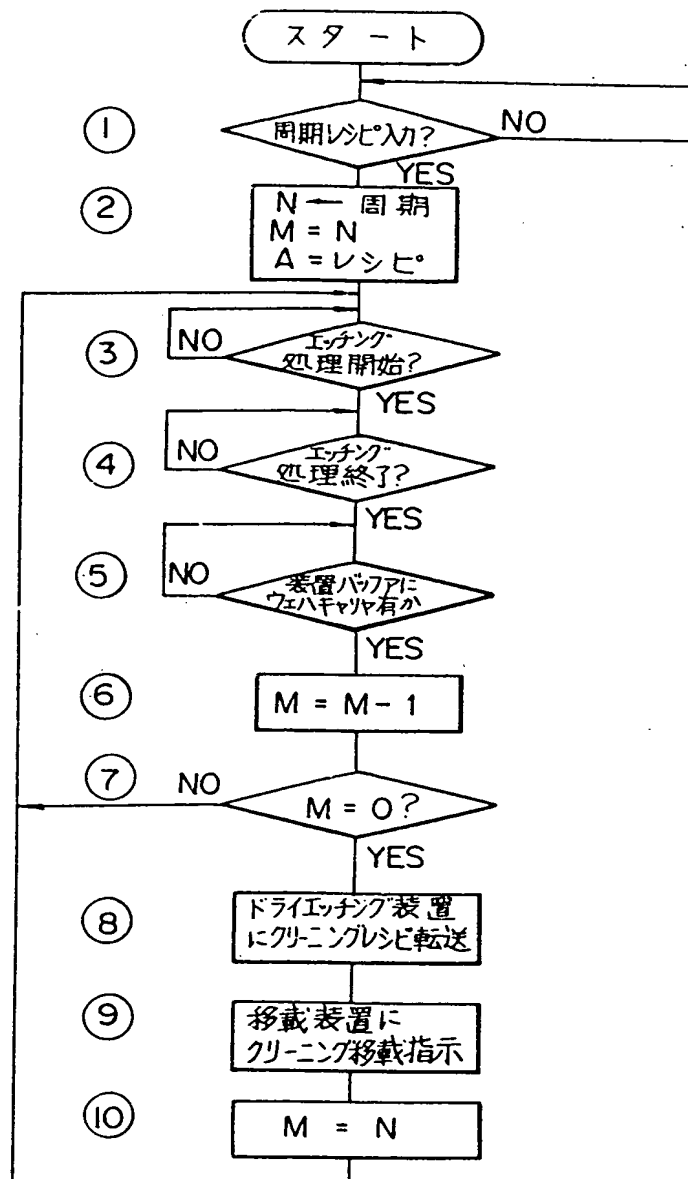 スタート
① 周期レシピ入力? NO
YES
② N ← 周期
M = N
A = レシピ
③ NO エッチング
処理開始?
YES
④ NO エッチング
処理終了?
YES
⑤ NO 装置バッファに
ウェハキャリヤ有か
YES
⑥ M = M - 1
⑦ NO M = 0?
YES
⑧ ドライエッチング装置
にクリーニングレシピ転送
⑨ 移載装置に
クリーニング移載指示
⑩ M = N